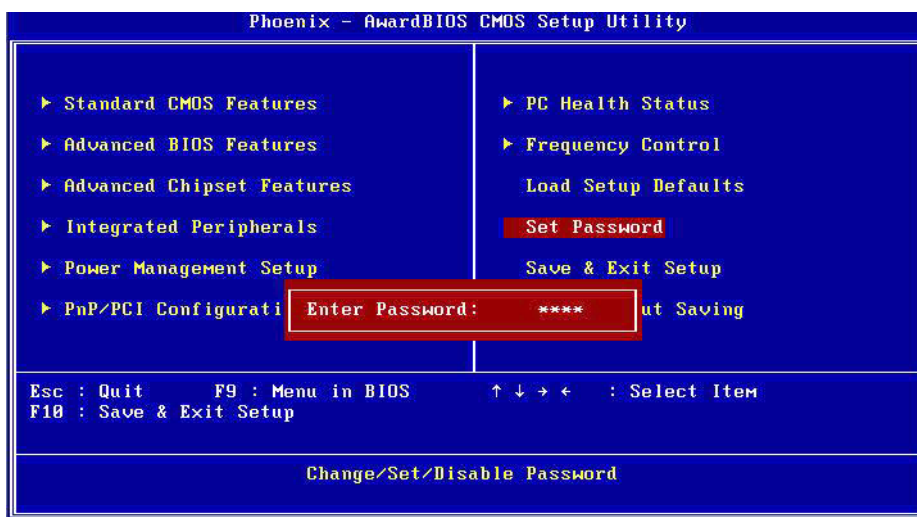 Phoenix - AwardBIOS CMOS Setup Utility
► Standard CMOS Features
► Advanced BIOS Features
► Advanced Chipset Features
► Integrated Peripherals
► Power Management Setup
► PnP/PCI Configurati
► PC Health Status
► Frequency Control
Load Setup Defaults
Set Password
Save & Exit Setup
ut Saving
Enter Password: ****
Esc : Quit F9 : Menu in BIOS ↑ ↓ → ← : Select Item
F10 : Save & Exit Setup
Change/Set/Disable Password